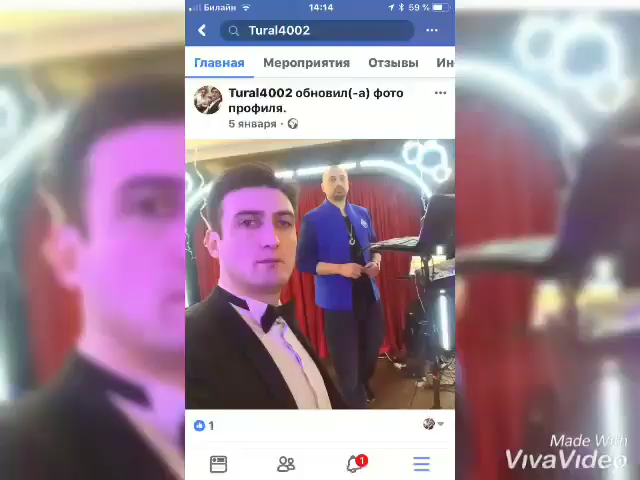 Билайн 14:14 59 %
Tural4002
Главная Мероприятия Отзывы Ин
Tural4002 обновил(-а) фото
профиля.
5 января
1
1
Made With
VivaVideo